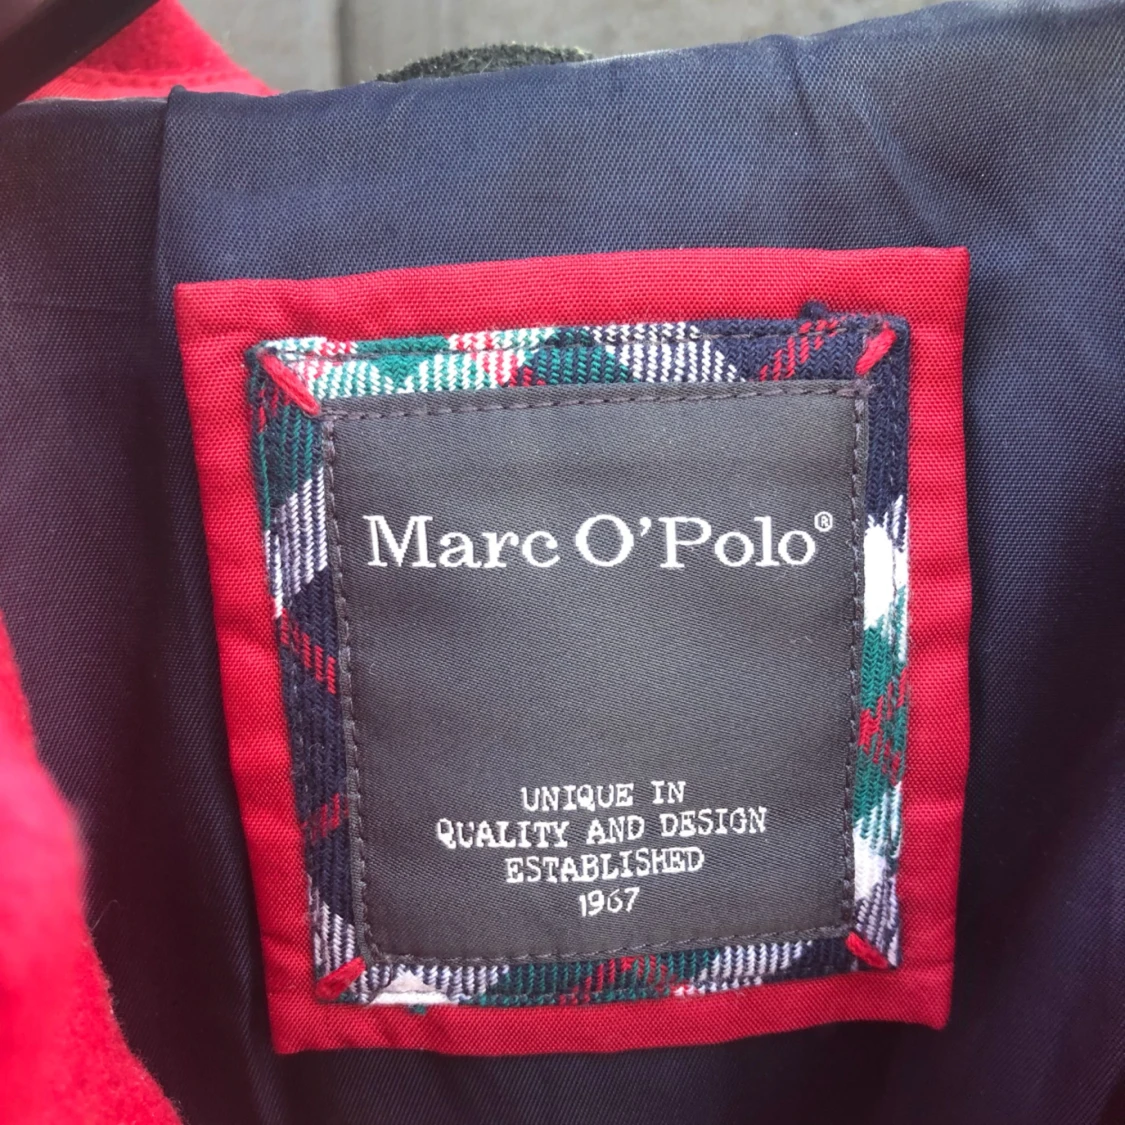 Marc O'Polo®
UNIQUE IN
QUALITY AND DESIGN
ESTABLISHED
1967